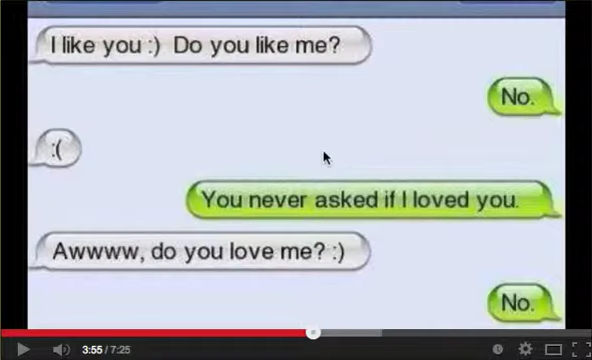 I like you :) Do you like me?
No.
:(
You never asked if I loved you.
Awwww, do you love me? :)
No.
3:55 / 7:25